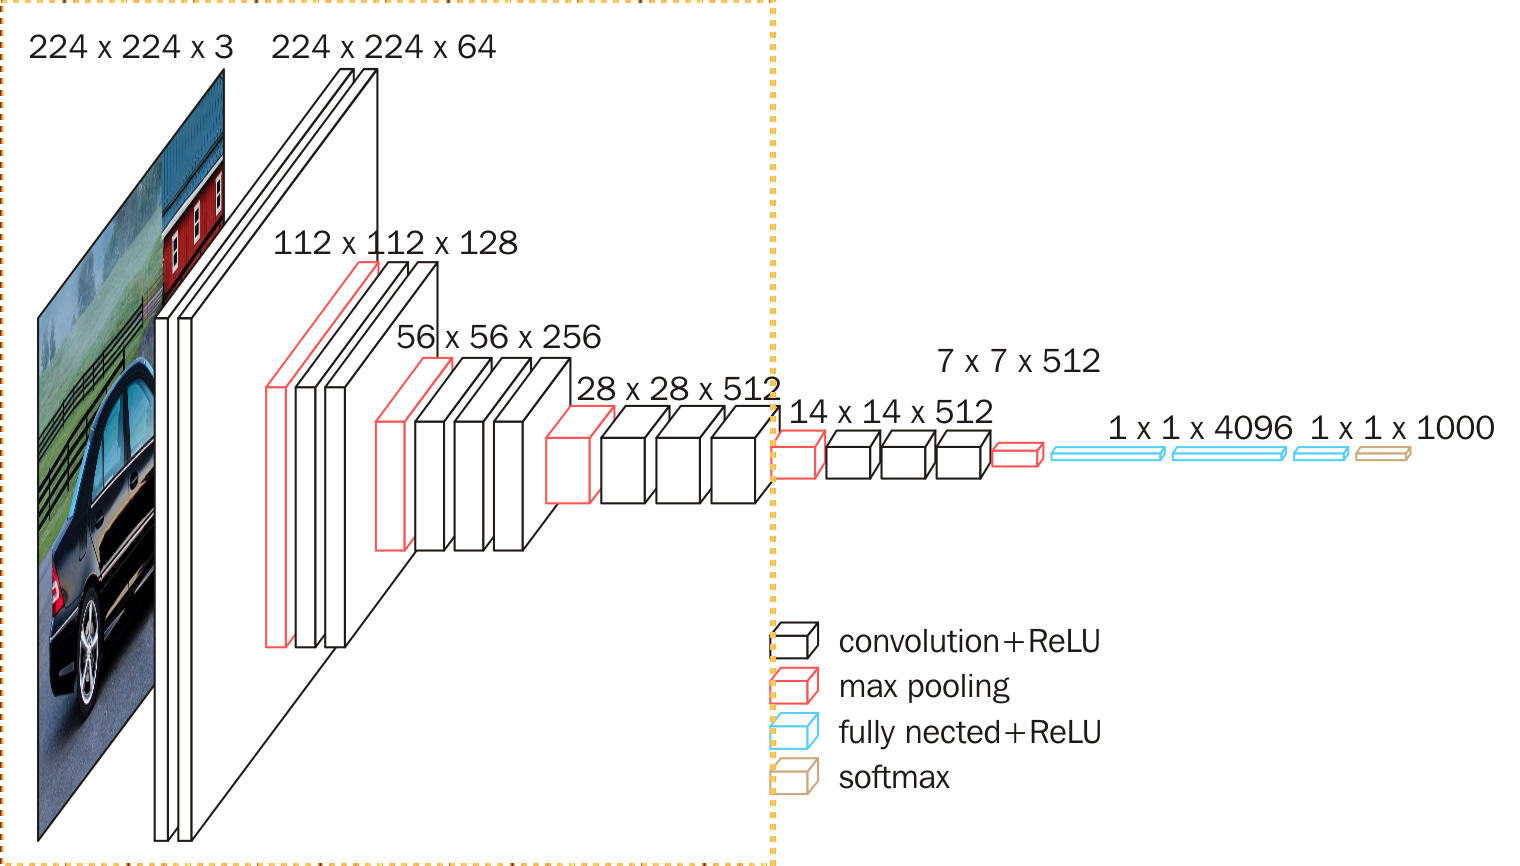 224 x 224 x 3
224 x 224 x 64
112 x 112 x 128
56 x 56 x 256
28 x 28 x 512
14 x 14 x 512
7 x 7 x 512
1 x 1 x 4096
1 x 1 x 1000
convolution+ReLU
max pooling
fully nected+ReLU
softmax